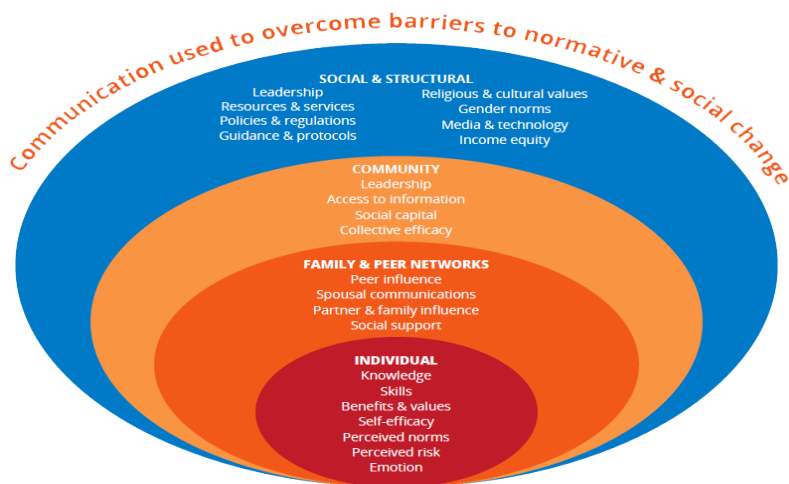 Communication used to overcome barriers to normative & social change
SOCIAL & STRUCTURAL
Leadership
Resources & services
Policies & regulations
Guidance & protocols
Religious & cultural values
Gender norms
Media & technology
Income equity
COMMUNITY
Leadership
Access to information
Social capital
Collective efficacy
FAMILY & PEER NETWORKS
Peer influence
Spousal communications
Partner & family influence
Social support
INDIVIDUAL
Knowledge
Skills
Benefits & values
Self-efficacy
Perceived norms
Perceived risk
Emotion